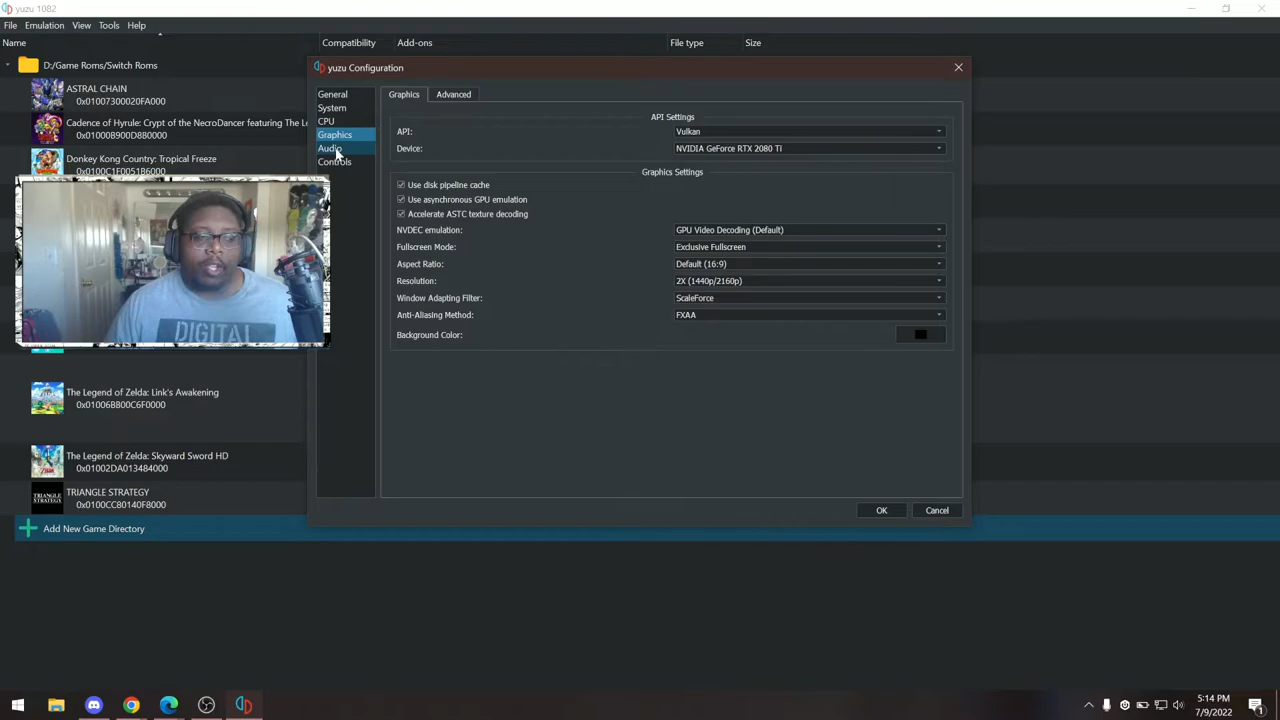 yuzu 1082
File Emulation View Tools Help
Name Compatibility Add-ons File type Size
D:/Game Roms/Switch Roms
ASTRAL CHAIN
0x01007300020FA000
Cadence of Hyrule: Crypt of the NecroDancer featuring The Le
0x01000B900D8B0000
Donkey Kong Country: Tropical Freeze
0x0100C1F0051B6000
DIGITAL
The Legend of Zelda: Link's Awakening
0x01006BB00C6F0000
The Legend of Zelda: Skyward Sword HD
0x01002DA013484000
TRIANGLE STRATEGY
TRIANGLE STRATEGY
0x0100CC80140F8000
Add New Game Directory
yuzu Configuration
General
System
CPU
Graphics
Audio
Controls
Graphics Advanced
API Settings
API: Vulkan
Device: NVIDIA GeForce RTX 2080 Ti
Graphics Settings
Use disk pipeline cache
Use asynchronous GPU emulation
Accelerate ASTC texture decoding
NVDEC emulation: GPU Video Decoding (Default)
Fullscreen Mode: Exclusive Fullscreen
Aspect Ratio: Default (16:9)
Resolution: 2X (1440p/2160p)
Window Adapting Filter: ScaleForce
Anti-Aliasing Method: FXAA
Background Color:
OK Cancel
5:14 PM
7/9/2022
1